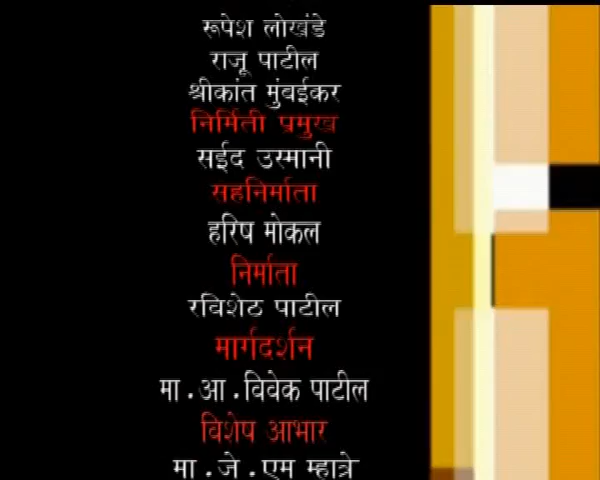 रूपेश लोखंडे
राजू पाटील
श्रीकांत मुंबईकर
निर्मिती प्रमुख
सईद उस्मानी
सहनिर्माता
हरिष मोकल
निर्माता
रविशेठ पाटील
मार्गदर्शन
मा.आ.विवेक पाटील
विशेष आभार
मा.जे.एम म्हात्रे